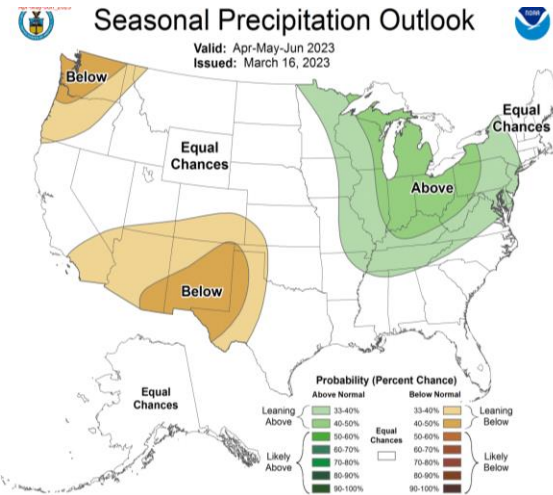 Seasonal Precipitation Outlook
Valid: Apr-May-Jun 2023
Issued: March 16, 2023
Below
Equal
Chances
Equal
Chances
Above
Below
Equal
Chances
Probability (Percent Chance)
Above Normal
Below Normal
Leaning
Above
33-40%
40-50%
Likely
Above
50-60%
60-70%
70-80%
80-90%
90-100%
Equal
Chances
33-40%
40-50%
Leaning
Below
50-60%
60-70%
70-80%
80-90%
90-100%
Likely
Below